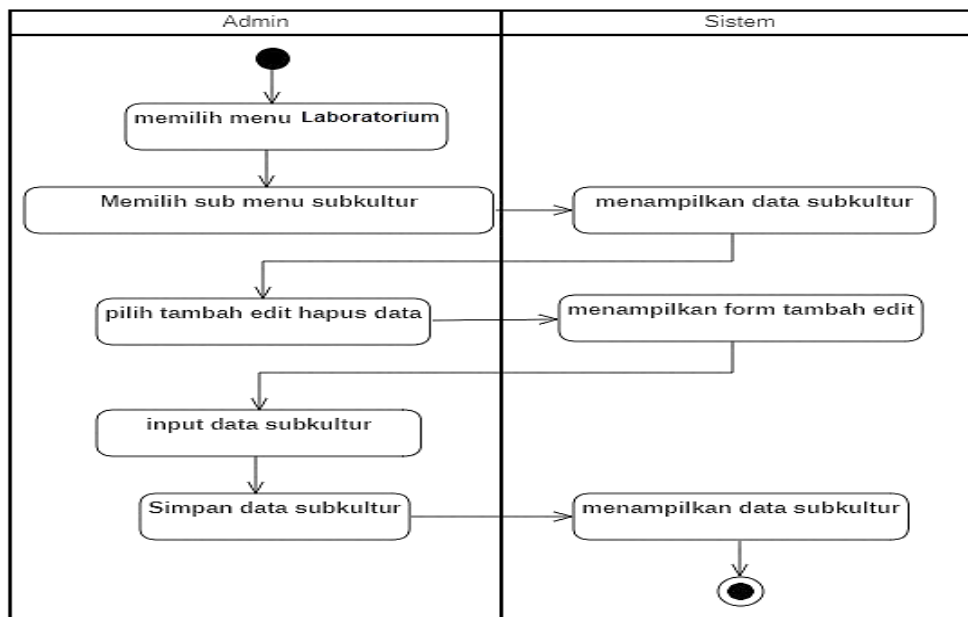 Admin
Sistem
memilih menu Laboratorium
Memilih sub menu subkultur
menampilkan data subkultur
pilih tambah edit hapus data
menampilkan form tambah edit
input data subkultur
Simpan data subkultur
menampilkan data subkultur